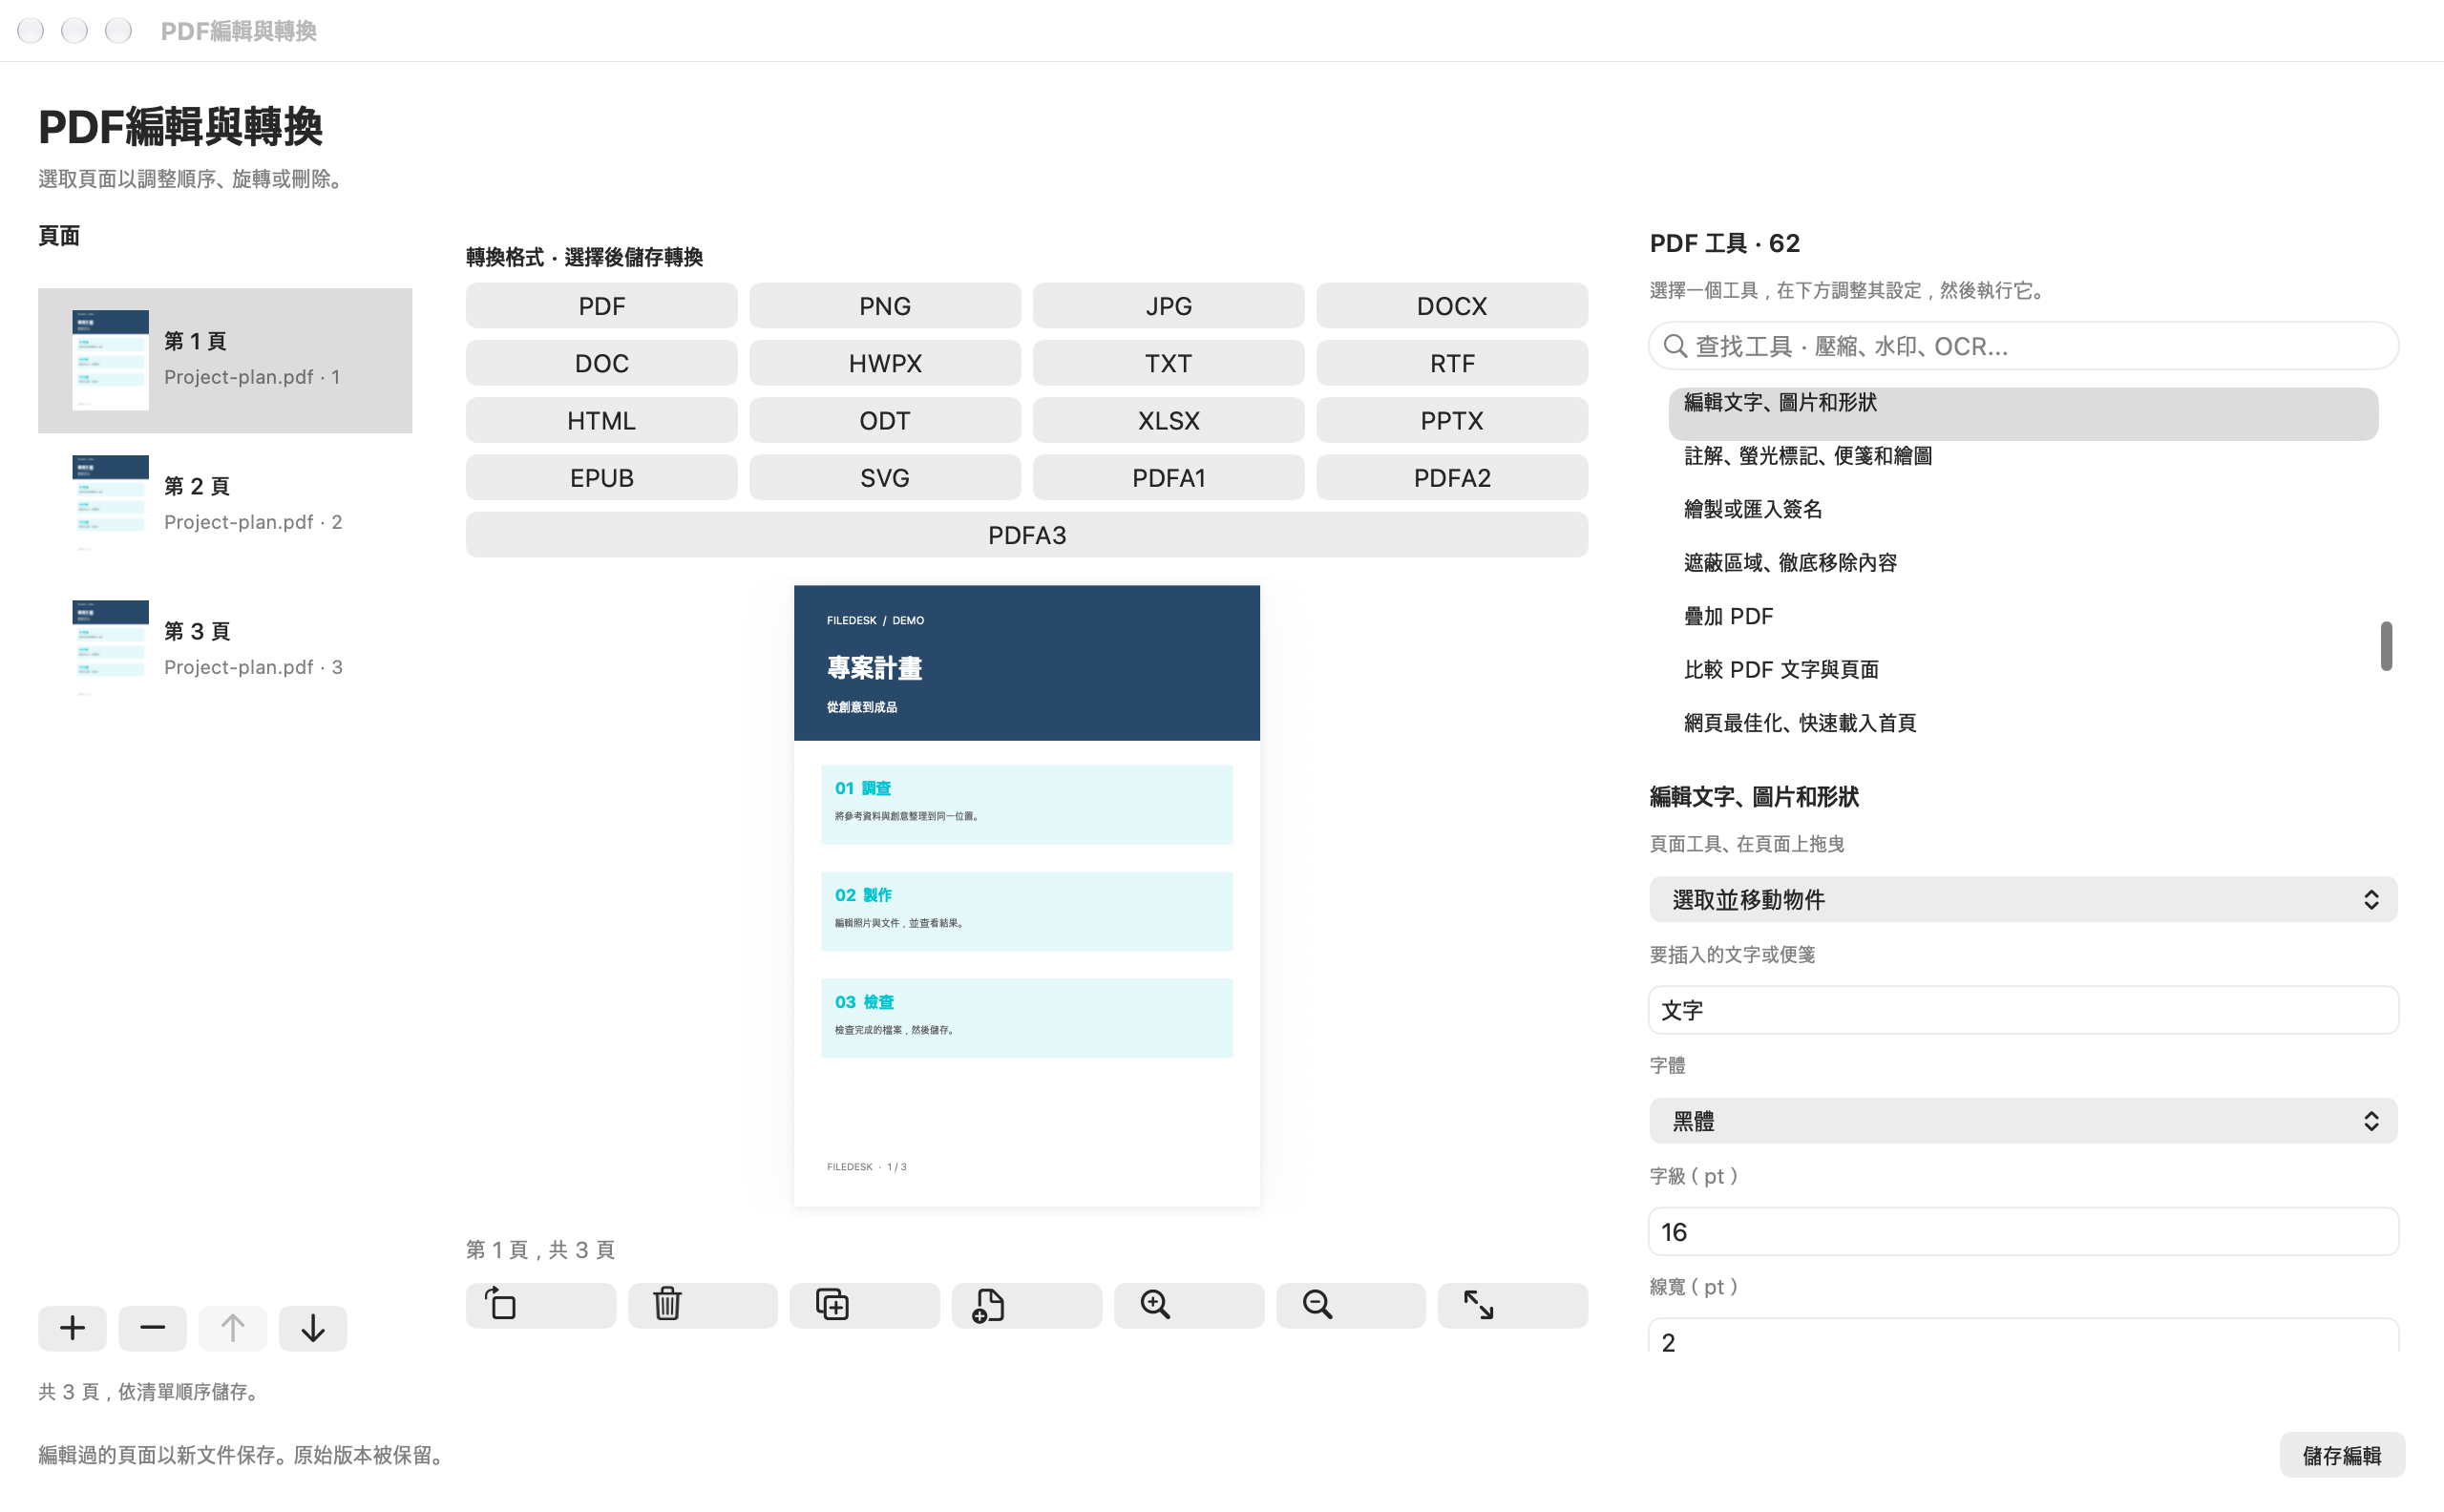 PDF編輯與轉換
PDF編輯與轉換
選取頁面以調整順序、旋轉或刪除。
頁面
第 1 頁
Project-plan.pdf · 1
第 2 頁
Project-plan.pdf · 2
第 3 頁
Project-plan.pdf · 3
共 3 頁，依清單順序儲存。
編輯過的頁面以新文件保存。原始版本被保留。
轉換格式 · 選擇後儲存轉換
PDF
PNG
JPG
DOCX
DOC
HWPX
TXT
RTF
HTML
ODT
XLSX
PPTX
EPUB
SVG
PDFA1
PDFA2
PDFA3
FILEDESK / DEMO
專案計畫
從創意到成品
01 調查
將參考資料與創意整理到同一位置。
02 製作
編輯照片與文件，並查看結果。
03 檢查
檢查完成的檔案，然後儲存。
FILEDESK · 1 / 3
第 1 頁，共 3 頁
PDF 工具 · 62
選擇一個工具，在下方調整其設定，然後執行它。
查找工具 · 壓縮、水印、OCR...
編輯文字、圖片和形狀
註解、螢光標記、便箋和繪圖
繪製或匯入簽名
遮蔽區域、徹底移除內容
疊加 PDF
比較 PDF 文字與頁面
網頁最佳化、快速載入首頁
編輯文字、圖片和形狀
頁面工具、在頁面上拖曳
選取並移動物件
要插入的文字或便箋
文字
字體
黑體
字級（pt）
16
線寬（pt）
2
儲存編輯